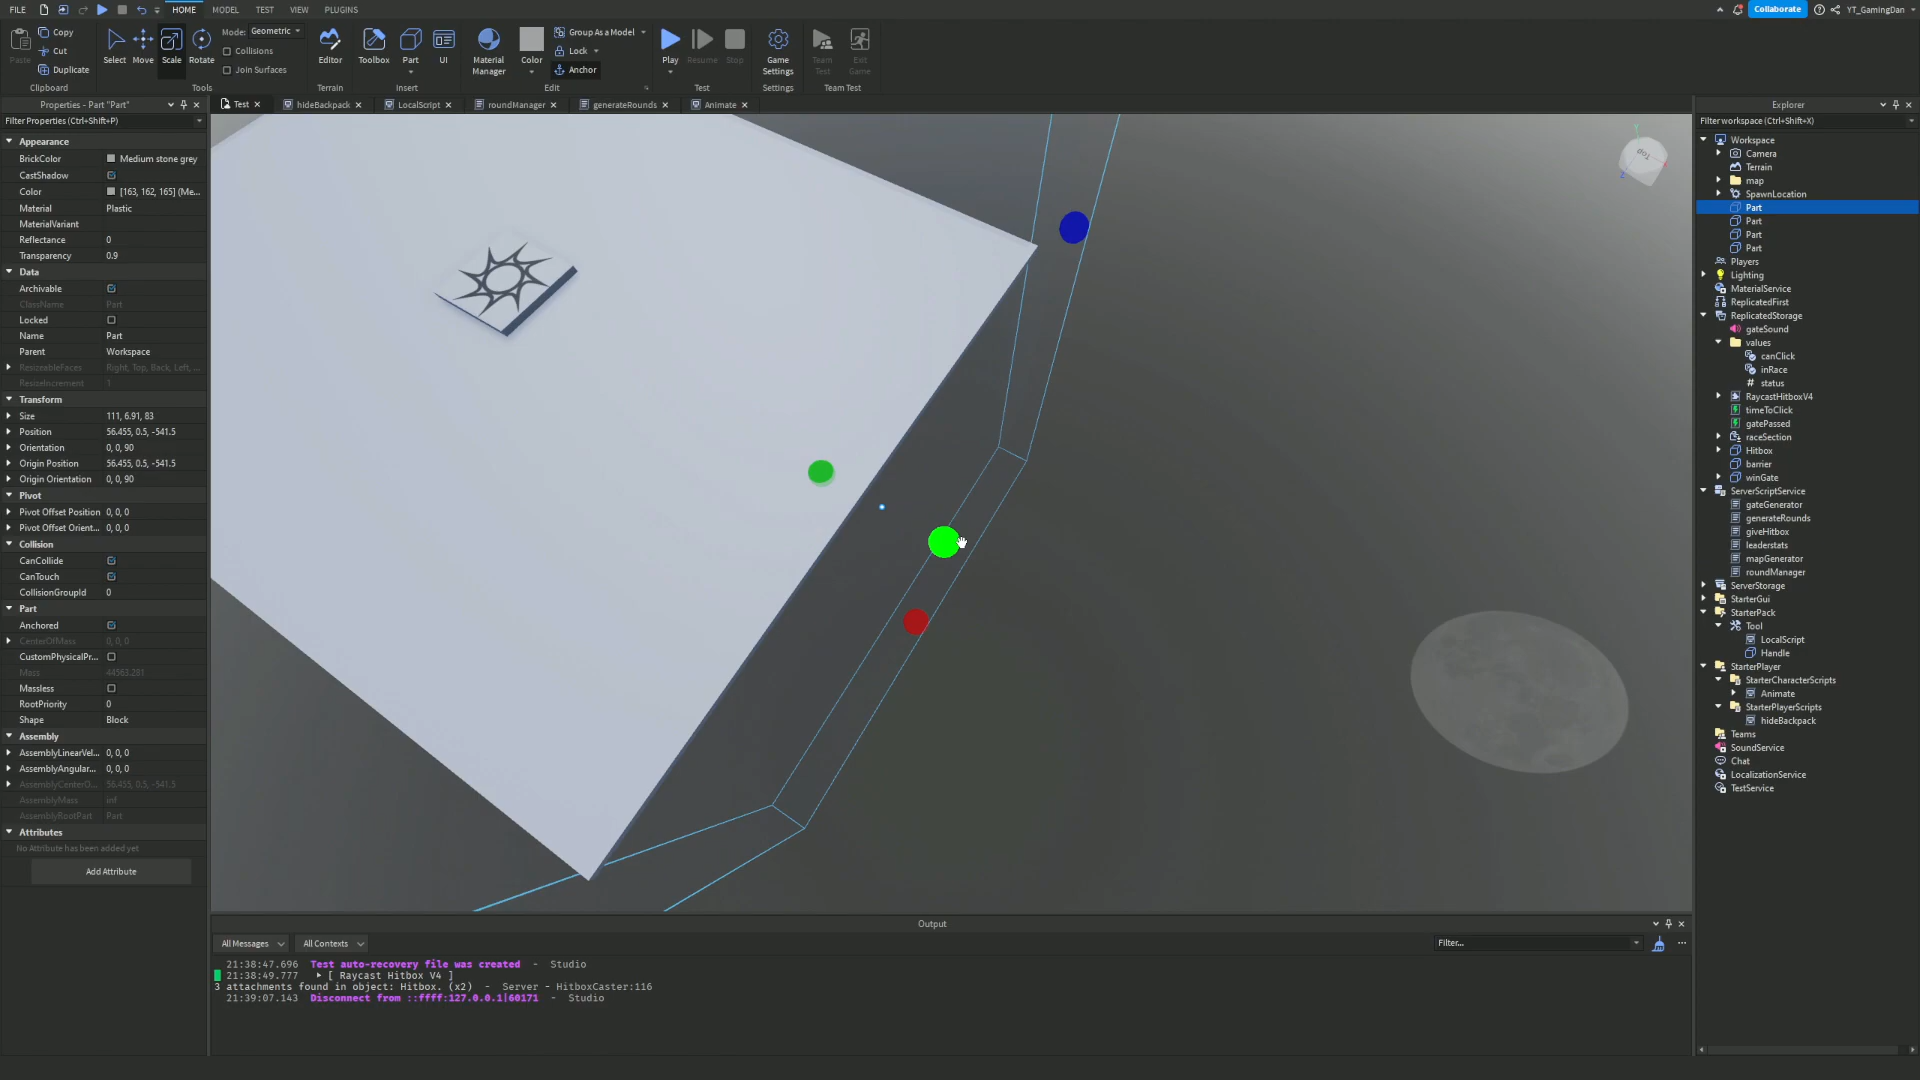 FILE HOME MODEL TEST VIEW PLUGINS Collaborate YT_GamingDan
Copy Mode: Geometric Group As a Model
Paste Cut Select Move Scale Rotate Collisions Editor Toolbox Part UI Material Manager Color Lock Play Resume Stop Game Settings Team Test Exit Game
Duplicate Join Surfaces Anchor
Clipboard Tools Terrain Insert Edit Test Settings Team Test
Properties - Part "Part"
Test hideBackpack LocalScript roundManager generateRounds Animate
Explorer
Filter Properties (Ctrl+Shift+P)
Appearance
BrickColor Medium stone grey
CastShadow
Color [163, 162, 165] (Me...
Material Plastic
MaterialVariant
Reflectance 0
Transparency 0.9
Data
Archivable
ClassName Part
Locked
Name Part
Parent Workspace
ResizeableFaces Right, Top, Back, Left, ...
ResizeIncrement 1
Transform
Size 111, 6.91, 83
Position 56.455, 0.5, -541.5
Orientation 0, 0, 90
Origin Position 56.455, 0.5, -541.5
Origin Orientation 0, 0, 90
Pivot
Pivot Offset Position 0, 0, 0
Pivot Offset Orient... 0, 0, 0
Collision
CanCollide
CanTouch
CollisionGroupId 0
Part
Anchored
CenterOfMass 0, 0, 0
CustomPhysicalPr...
Mass 44563.281
Massless
RootPriority 0
Shape Block
Assembly
AssemblyLinearVel... 0, 0, 0
AssemblyAngular... 0, 0, 0
AssemblyCenterO... 56.455, 0.5, -541.5
AssemblyMass inf
AssemblyRootPart Part
Attributes
No Attribute has been added yet
Add Attribute
Filter workspace (Ctrl+Shift+X)
Workspace
Camera
Terrain
map
SpawnLocation
Part
Part
Part
Part
Players
Lighting
MaterialService
ReplicatedFirst
ReplicatedStorage
gateSound
values
canClick
inRace
status
RaycastHitboxV4
timeToClick
gatePassed
raceSection
Hitbox
barrier
winGate
ServerScriptService
gateGenerator
generateRounds
giveHitbox
leaderstats
mapGenerator
roundManager
ServerStorage
StarterGui
StarterPack
Tool
LocalScript
Handle
StarterPlayer
StarterCharacterScripts
Animate
StarterPlayerScripts
hideBackpack
Teams
SoundService
Chat
LocalizationService
TestService
Output
All Messages All Contexts Filter...
21:38:47.696 Test auto-recovery file was created - Studio
21:38:49.777 [ Raycast Hitbox V4 ]
3 attachments found in object: Hitbox. (x2) - Server - HitboxCaster:116
21:39:07.143 Disconnect from ::ffff:127.0.0.1|60171 - Studio